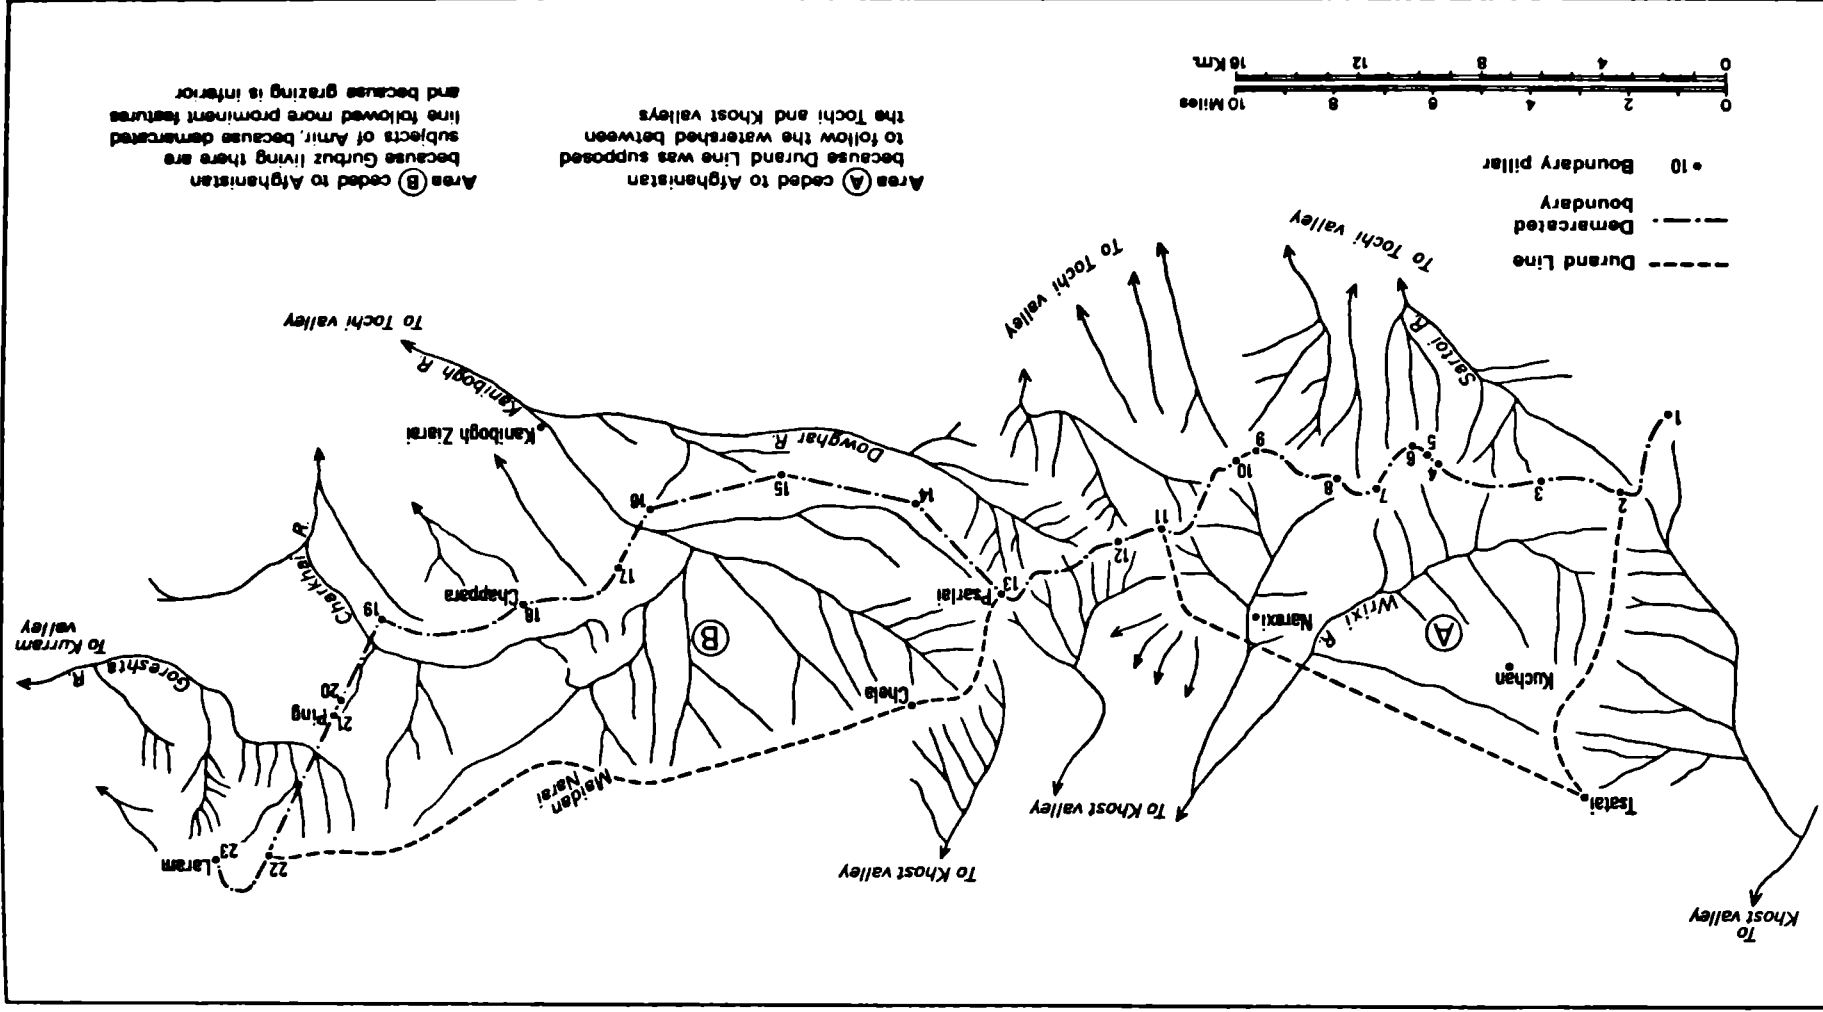 To
Khost valley
To Khost valley
Tsatai
Laram
23
22
To Khost valley
To Khost valley
Maidan
Narai
Kuchan
Chela
21
Ping
20
Goreshta
R.
To Kurram
valley
A
B
Wrixi R.
Naraxi
Psarlai
13
Chappara
18
19
Charkhai R.
17
12
11
16
14
15
2
3
7
8
10
9
4
5
6
1
Dowghar R.
Kanibogh Ziarai
Kanibogh R.
Sartoi R.
To Tochi valley
To Tochi valley
To Tochi valley
Durand Line
Demarcated
boundary
• 10 Boundary pillar
0 2 4 6 8 10 Miles
0 4 8 12 16 Km.
Area A ceded to Afghanistan
because Durand Line was supposed
to follow the watershed between
the Tochi and Khost valleys
Area B ceded to Afghanistan
because Gurbuz living there are
subjects of Amir, because demarcated
line followed more prominent features
and because grazing is inferior